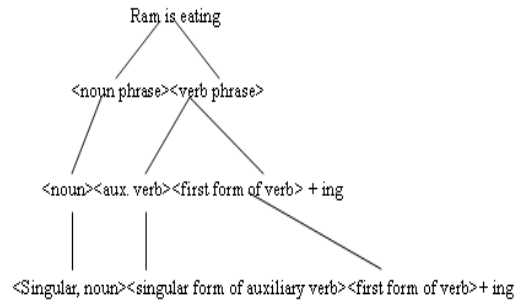 Ram is eating
<noun phrase><verb phrase>
<noun><aux. verb><first form of verb> + ing
<Singular, noun><singular form of auxiliary verb><first form of verb>+ ing